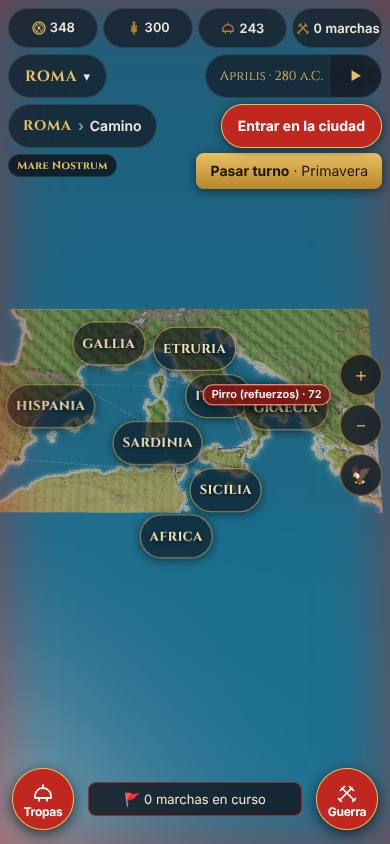 348
300
243
0 marchas
ROMA ▾
APRILIS · 280 A.C.
ROMA › Camino
Entrar en la ciudad
MARE NOSTRUM
Pasar turno · Primavera
GALLIA
ETRURIA
Pirro (refuerzos) · 72
HISPANIA
GRAECIA
SARDINIA
SICILIA
AFRICA
Tropas
0 marchas en curso
Guerra